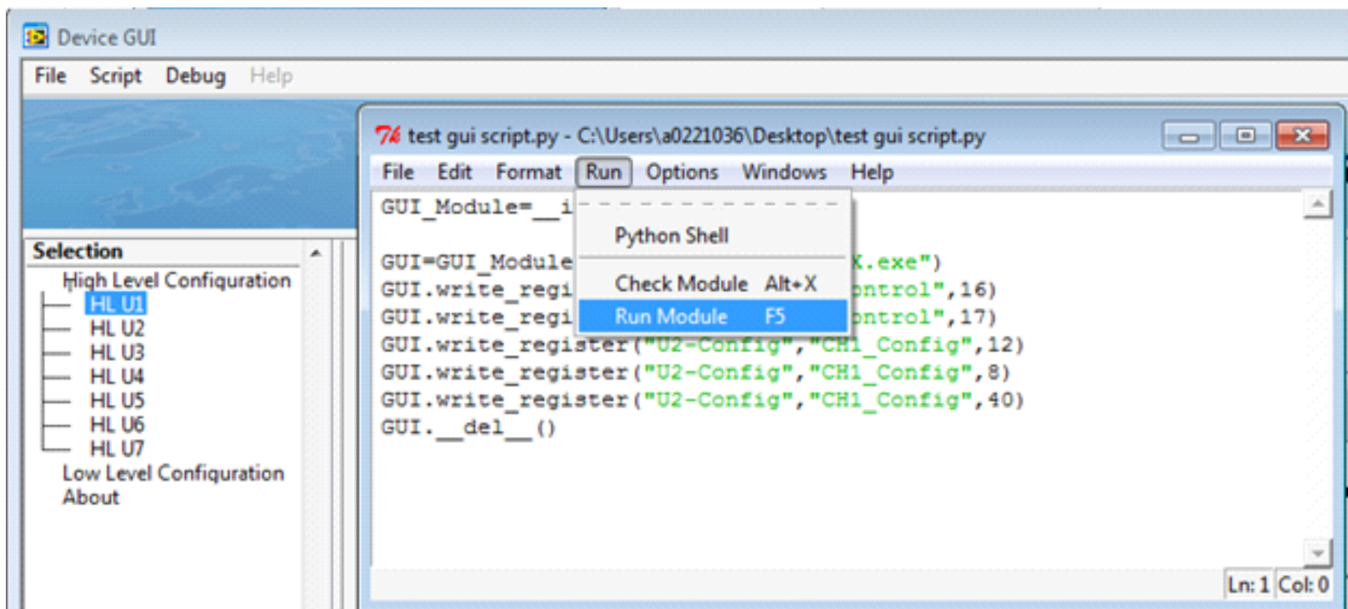 Device GUI
File Script Debug Help
Selection
High Level Configuration
HL U1
HL U2
HL U3
HL U4
HL U5
HL U6
HL U7
Low Level Configuration
About
test gui script.py - C:\Users\a0221036\Desktop\test gui script.py
File Edit Format Run Options Windows Help
GUI_Module=__i
GUI=GUI_Module X.exe")
GUI.write_regi ontrol",16)
GUI.write_regi ontrol",17)
GUI.write_register("U2-Config","CH1_Config",12)
GUI.write_register("U2-Config","CH1_Config",8)
GUI.write_register("U2-Config","CH1_Config",40)
GUI.__del__()
Python Shell
Check Module Alt+X
Run Module F5
Ln: 1 Col: 0